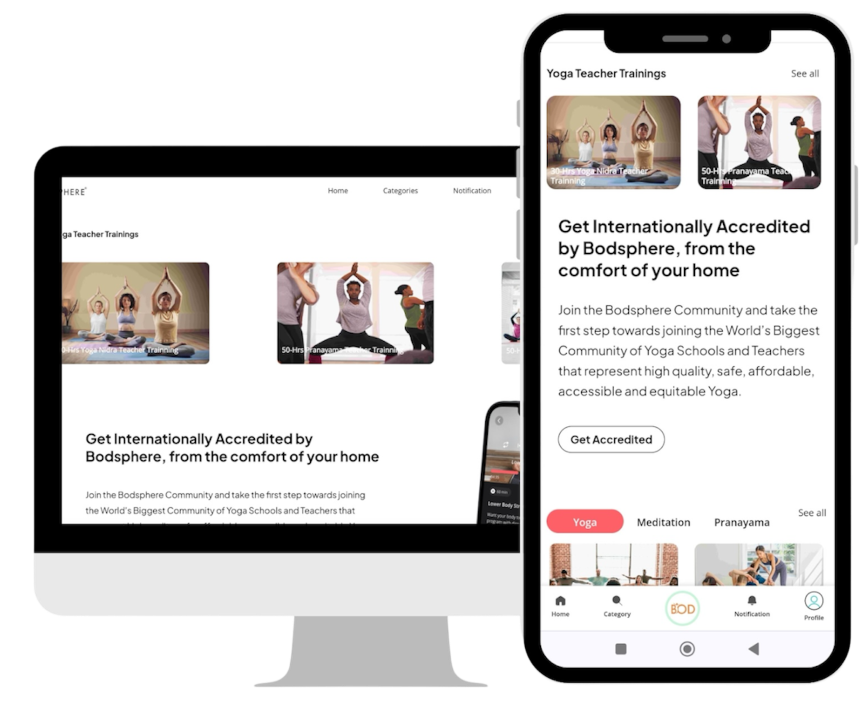 PHERE
Home Categories Notification
ga Teacher Trainings
0-Hrs Yoga Nidra Teacher Trainning
50-Hrs Pranayama Teacher Trainning
50-H
Get Internationally Accredited by
Bodsphere, from the comfort of your home
Join the Bodsphere Community and take the first step towards joining
the World's Biggest Community of Yoga Schools and Teachers that
Lower Body Str
Yoga Teacher Trainings See all
30-Hrs Yoga Nidra Teacher
Trainning
50-Hrs Pranayama Teac
Trainning
Get Internationally Accredited
by Bodsphere, from the
comfort of your home
Join the Bodsphere Community and take the
first step towards joining the World's Biggest
Community of Yoga Schools and Teachers
that represent high quality, safe, affordable,
accessible and equitable Yoga.
Get Accredited
See all
Yoga Meditation Pranayama
Home Category BOD Notification Profile